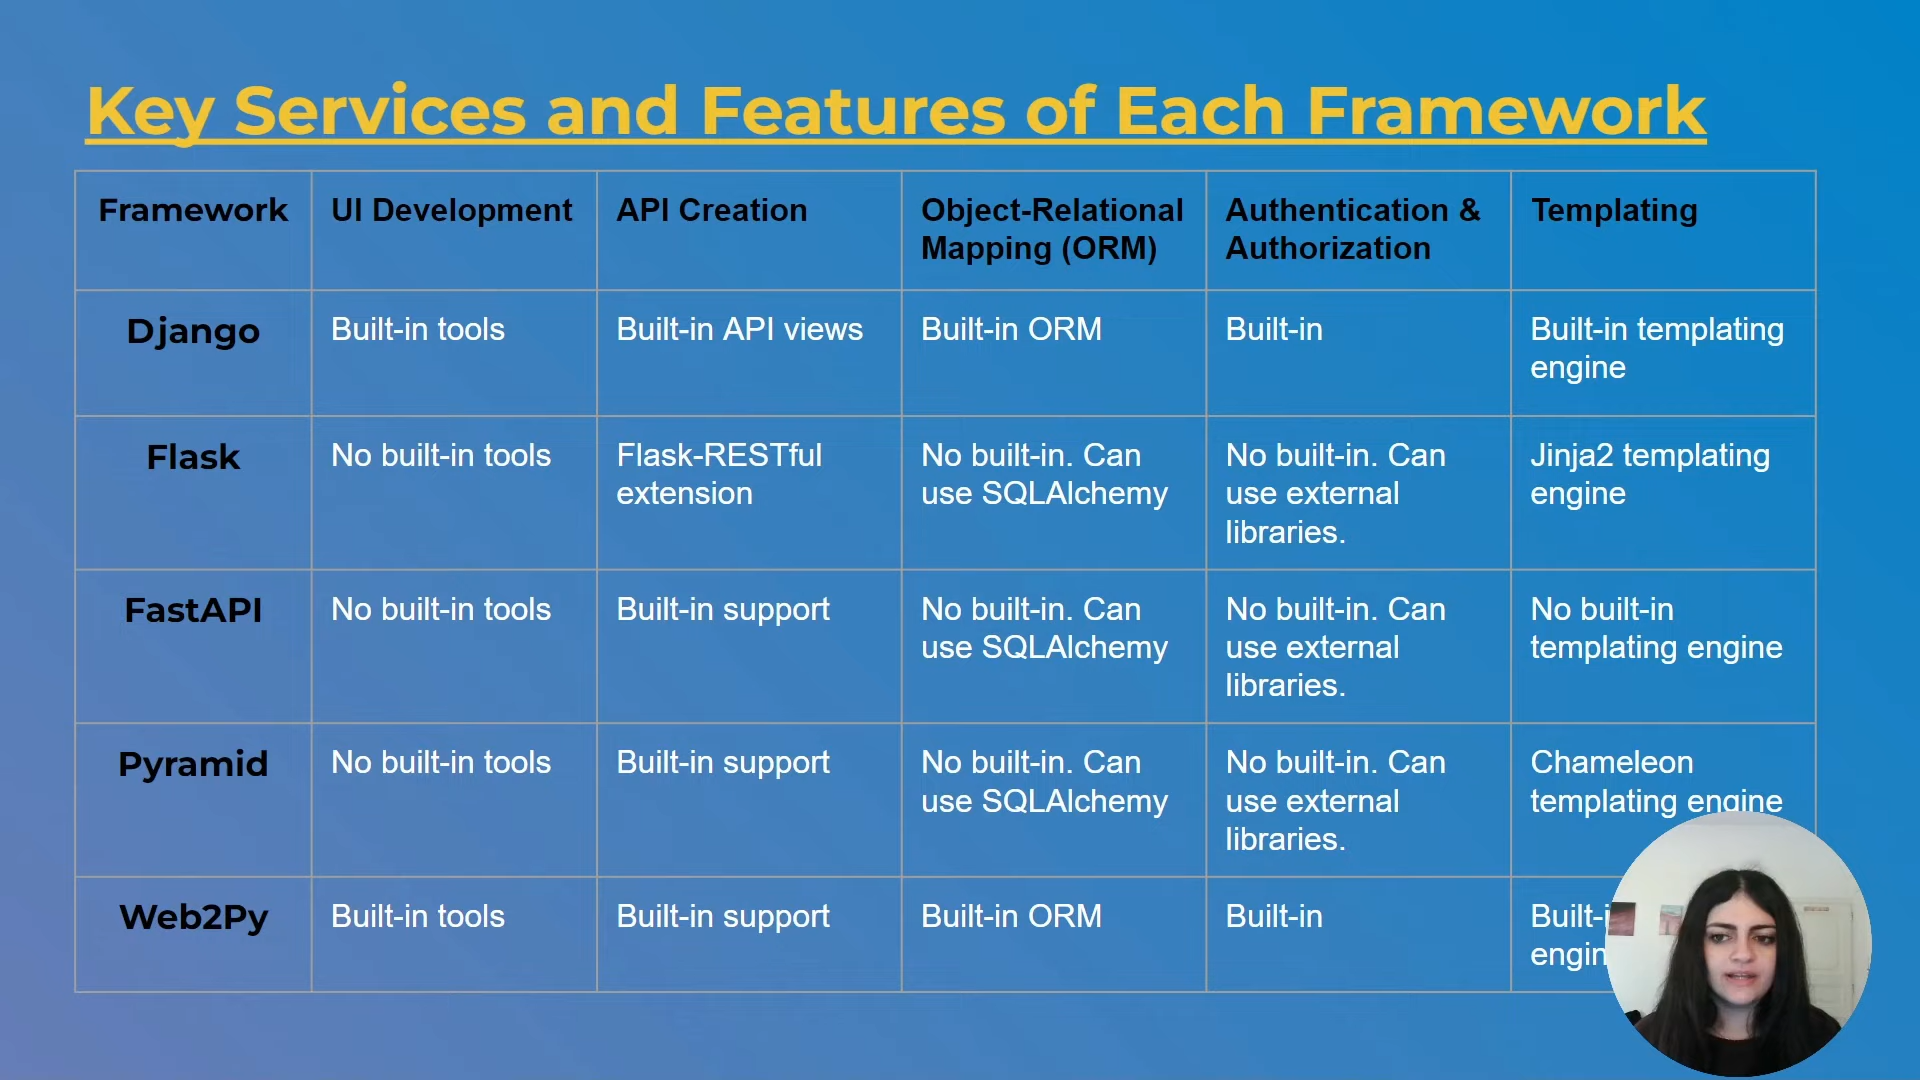 Key Services and Features of Each Framework
Framework
UI Development
API Creation
Object-Relational
Mapping (ORM)
Authentication &
Authorization
Templating
Django
Built-in tools
Built-in API views
Built-in ORM
Built-in
Built-in templating
engine
Flask
No built-in tools
Flask-RESTful
extension
No built-in. Can
use SQLAlchemy
No built-in. Can
use external
libraries.
Jinja2 templating
engine
FastAPI
No built-in tools
Built-in support
No built-in. Can
use SQLAlchemy
No built-in. Can
use external
libraries.
No built-in
templating engine
Pyramid
No built-in tools
Built-in support
No built-in. Can
use SQLAlchemy
No built-in. Can
use external
libraries.
Chameleon
templating engine
Web2Py
Built-in tools
Built-in support
Built-in ORM
Built-in